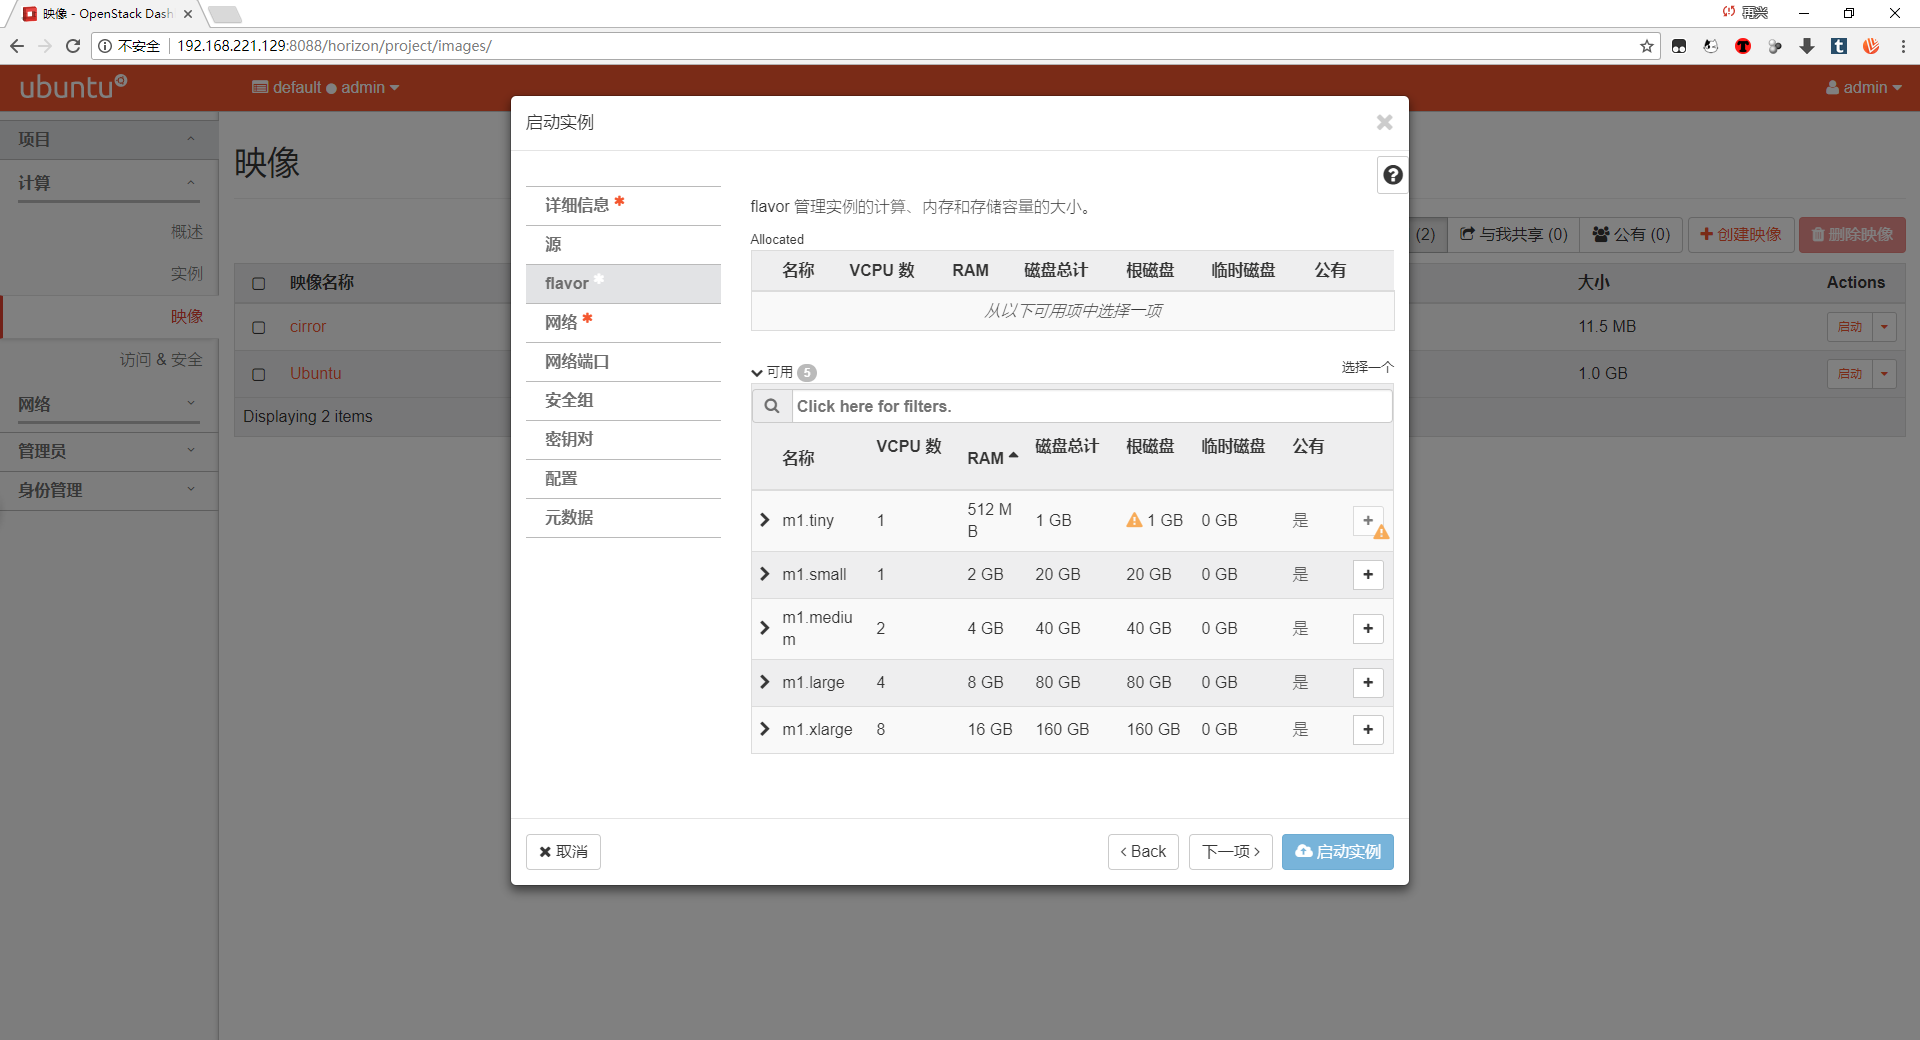 映像 - OpenStack Dash
再兴
不安全 192.168.221.129:8088/horizon/project/images/
ubuntu
default ● admin
admin
项目
计算
概述
实例
映像
访问 & 安全
网络
管理员
身份管理
映像
(2)
与我共享 (0)
公有 (0)
创建映像
删除映像
映像名称
大小
Actions
cirror
11.5 MB
启动
Ubuntu
1.0 GB
启动
Displaying 2 items
启动实例
详细信息 *
源
flavor *
网络 *
网络端口
安全组
密钥对
配置
元数据
flavor 管理实例的计算、内存和存储容量的大小。
Allocated
名称 VCPU 数 RAM 磁盘总计 根磁盘 临时磁盘 公有
从以下可用项中选择一项
可用 5
选择一个
Click here for filters.
名称 VCPU 数 RAM 磁盘总计 根磁盘 临时磁盘 公有
m1.tiny 1 512 MB 1 GB 1 GB 0 GB 是
m1.small 1 2 GB 20 GB 20 GB 0 GB 是
m1.medium 2 4 GB 40 GB 40 GB 0 GB 是
m1.large 4 8 GB 80 GB 80 GB 0 GB 是
m1.xlarge 8 16 GB 160 GB 160 GB 0 GB 是
取消
Back
下一项
启动实例